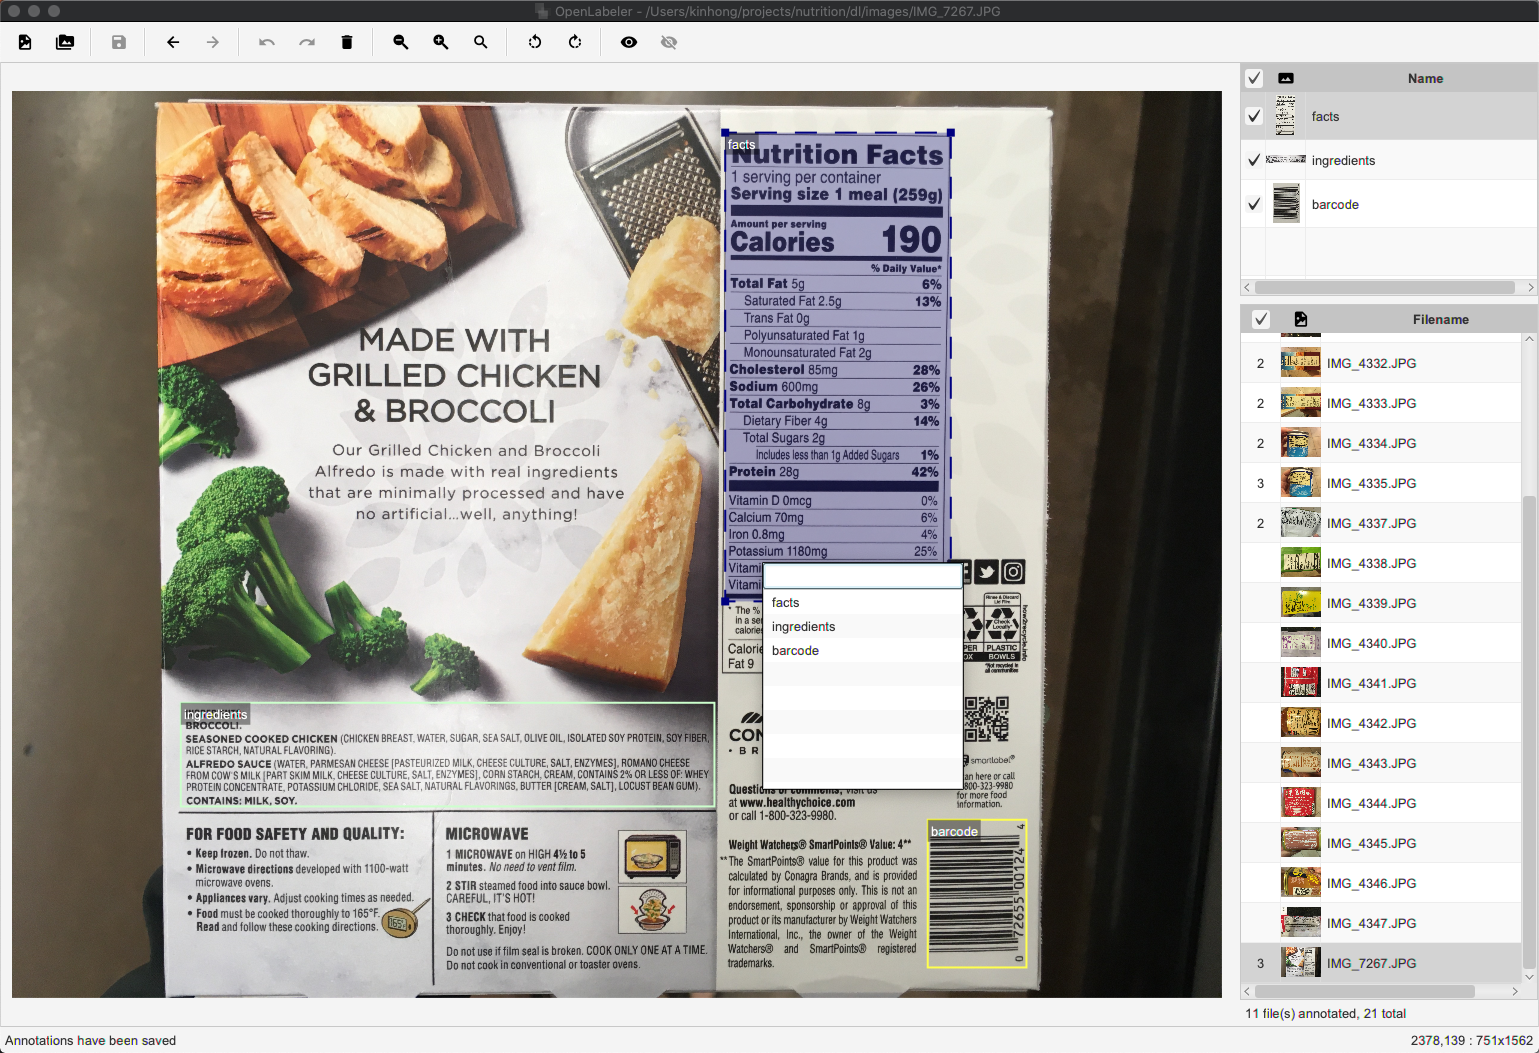 OpenLabeler - /Users/kinhong/projects/nutrition/dl/images/IMG_7267.JPG
Name
facts
ingredients
barcode
Filename
2 IMG_4332.JPG
2 IMG_4333.JPG
2 IMG_4334.JPG
3 IMG_4335.JPG
2 IMG_4337.JPG
IMG_4338.JPG
IMG_4339.JPG
IMG_4340.JPG
IMG_4341.JPG
IMG_4342.JPG
IMG_4343.JPG
IMG_4344.JPG
IMG_4345.JPG
IMG_4346.JPG
IMG_4347.JPG
3 IMG_7267.JPG
11 file(s) annotated, 21 total
MADE WITH
GRILLED CHICKEN
& BROCCOLI
Our Grilled Chicken and Broccoli
Alfredo is made with real ingredients
that are minimally processed and have
no artificial...well, anything!
facts
Nutrition Facts
1 serving per container
Serving size 1 meal (259g)
Amount per serving
Calories 190
% Daily Value*
Total Fat 5g 6%
Saturated Fat 2.5g 13%
Trans Fat 0g
Polyunsaturated Fat 1g
Monounsaturated Fat 2g
Cholesterol 85mg 28%
Sodium 600mg 26%
Total Carbohydrate 8g 3%
Dietary Fiber 4g 14%
Total Sugars 2g
Includes less than 1g Added Sugars 1%
Protein 28g 42%
Vitamin D 0mcg 0%
Calcium 70mg 6%
Iron 0.8mg 4%
Potassium 1180mg 25%
Vitami
Vitami
* The %
in a se
calorie
Calorie
Fat 9
facts
ingredients
barcode
Rinse & Discard
Lid Film
Check
Locally*
PER PLASTIC
OX BOWLS
*Not recycled in
all communities
how2recycle.info
CON
• BR
smartlabel
an here or call
800-323-9980
for more food
information.
Questions or comments, visit us
at www.healthychoice.com
or call 1-800-323-9980.
Weight Watchers® SmartPoints® Value: 4**
**The SmartPoints® value for this product was
calculated by Conagra Brands, and is provided
for informational purposes only. This is not an
endorsement, sponsorship or approval of this
product or its manufacturer by Weight Watchers
International, Inc., the owner of the Weight
Watchers® and SmartPoints® registered
trademarks.
barcode
0 72655 00124 4
ingredients
BROCCOLI.
SEASONED COOKED CHICKEN (CHICKEN BREAST, WATER, SUGAR, SEA SALT, OLIVE OIL, ISOLATED SOY PROTEIN, SOY FIBER,
RICE STARCH, NATURAL FLAVORING).
ALFREDO SAUCE (WATER, PARMESAN CHEESE [PASTEURIZED MILK, CHEESE CULTURE, SALT, ENZYMES], ROMANO CHEESE
FROM COW'S MILK [PART SKIM MILK, CHEESE CULTURE, SALT, ENZYMES], CORN STARCH, CREAM, CONTAINS 2% OR LESS OF: WHEY
PROTEIN CONCENTRATE, POTASSIUM CHLORIDE, SEA SALT, NATURAL FLAVORINGS, BUTTER [CREAM, SALT], LOCUST BEAN GUM).
CONTAINS: MILK, SOY.
FOR FOOD SAFETY AND QUALITY:
• Keep frozen. Do not thaw.
• Microwave directions developed with 1100-watt
microwave ovens.
• Appliances vary. Adjust cooking times as needed.
• Food must be cooked thoroughly to 165°F.
Read and follow these cooking directions.
165°
MICROWAVE
1 MICROWAVE on HIGH 4½ to 5
minutes. No need to vent film.
2 STIR steamed food into sauce bowl.
CAREFUL, IT'S HOT!
3 CHECK that food is cooked
thoroughly. Enjoy!
Do not use if film seal is broken. COOK ONLY ONE AT A TIME.
Do not cook in conventional or toaster ovens.
Annotations have been saved
2378,139 : 751x1562